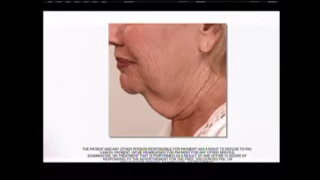 THE PATIENT AND ANY OTHER PERSON RESPONSIBLE FOR PAYMENT HAS A RIGHT TO REFUSE TO PAY,
CANCEL PAYMENT, OR BE REIMBURSED FOR PAYMENT FOR ANY OTHER SERVICE,
EXAMINATION, OR TREATMENT THAT IS PERFORMED AS A RESULT OF AND WITHIN 72 HOURS OF
RESPONDING TO THE ADVERTISEMENT FOR THE FREE, DISCOUNTED FEE, OR